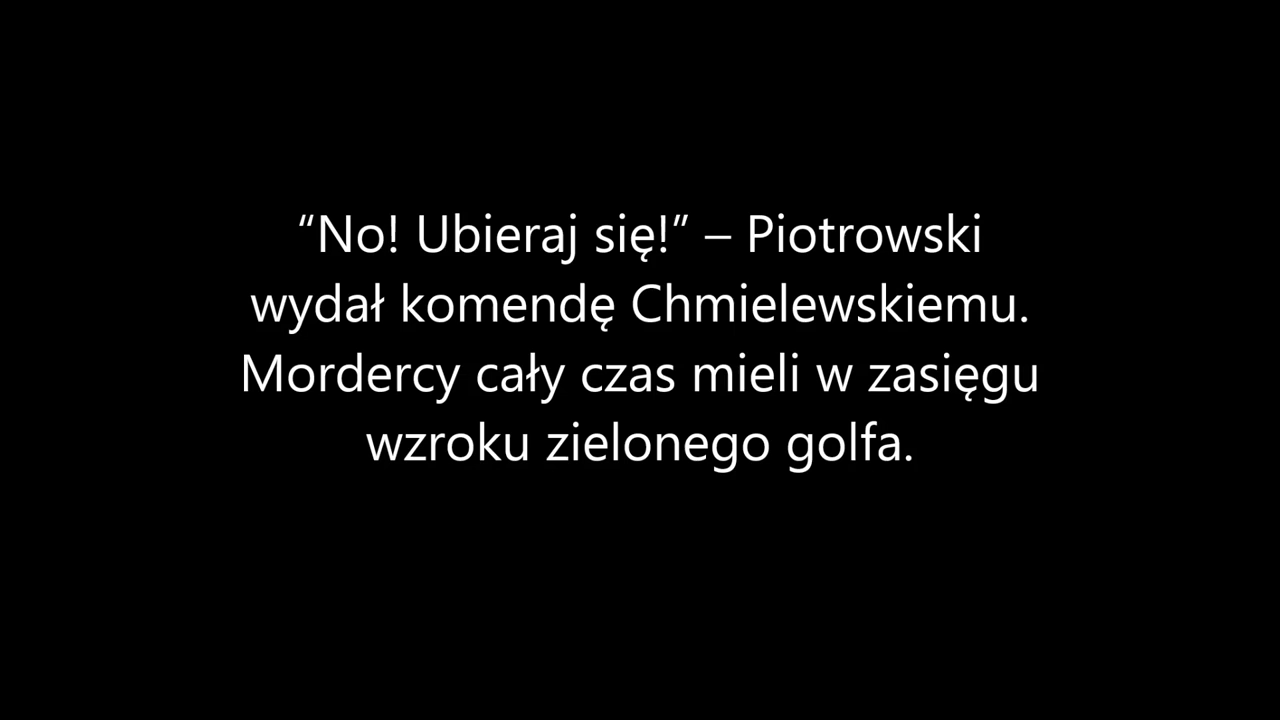 “No! Ubieraj się!” – Piotrowski
wydał komendę Chmielewskiemu.
Mordercy cały czas mieli w zasięgu
wzroku zielonego golfa.